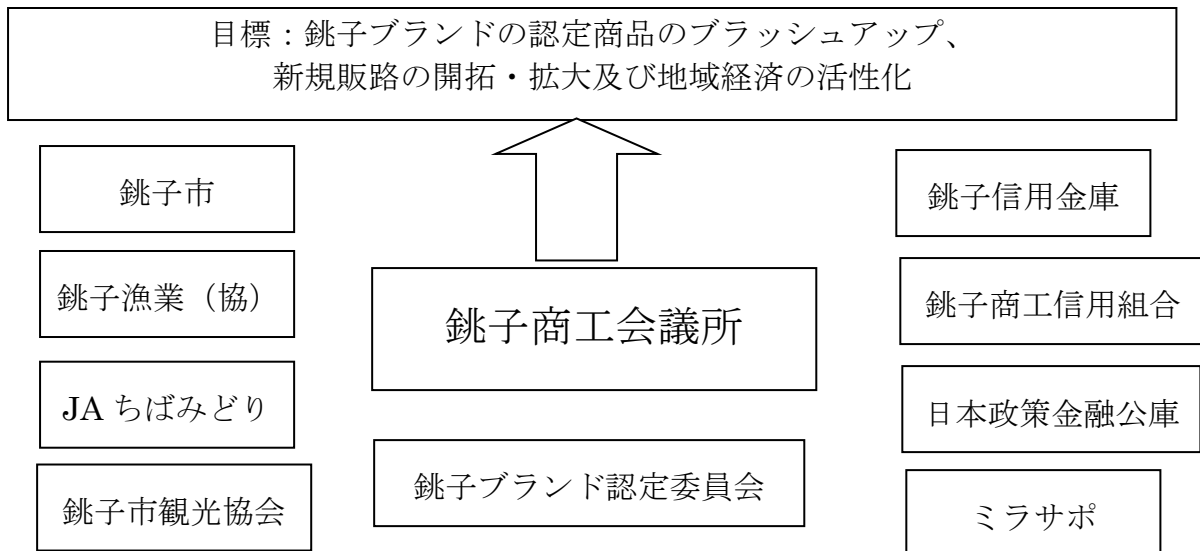 目標：銚子ブランドの認定商品のブラッシュアップ、
新規販路の開拓・拡大及び地域経済の活性化
銚子市
銚子漁業（協）
JAちばみどり
銚子市観光協会
銚子商工会議所
銚子ブランド認定委員会
銚子信用金庫
銚子商工信用組合
日本政策金融公庫
ミラサポ